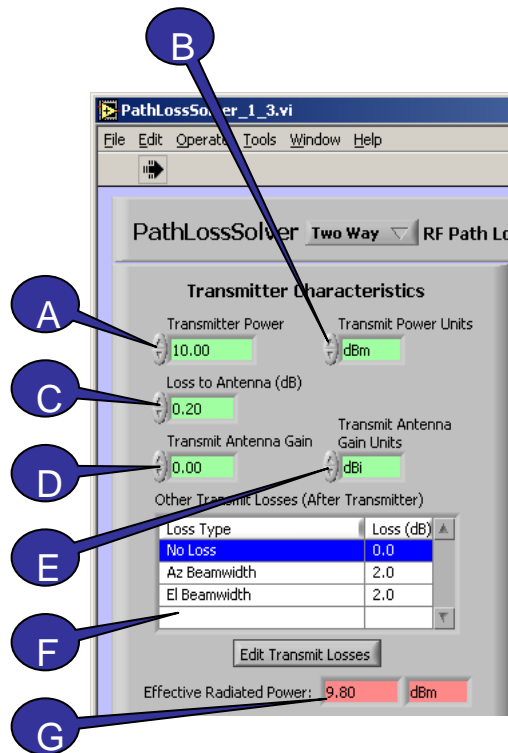 B
PathLossSolver_1_3.vi
File Edit Operate Tools Window Help
PathLossSolver Two Way RF Path Lo
Transmitter Characteristics
A
Transmitter Power Transmit Power Units
10.00 dBm
C
Loss to Antenna (dB)
0.20
D
Transmit Antenna Gain Transmit Antenna Gain Units
0.00 dBi
E
Other Transmit Losses (After Transmitter)
Loss Type Loss (dB)
No Loss 0.0
Az Beamwidth 2.0
El Beamwidth 2.0
F
Edit Transmit Losses
Effective Radiated Power: 9.80 dBm
G